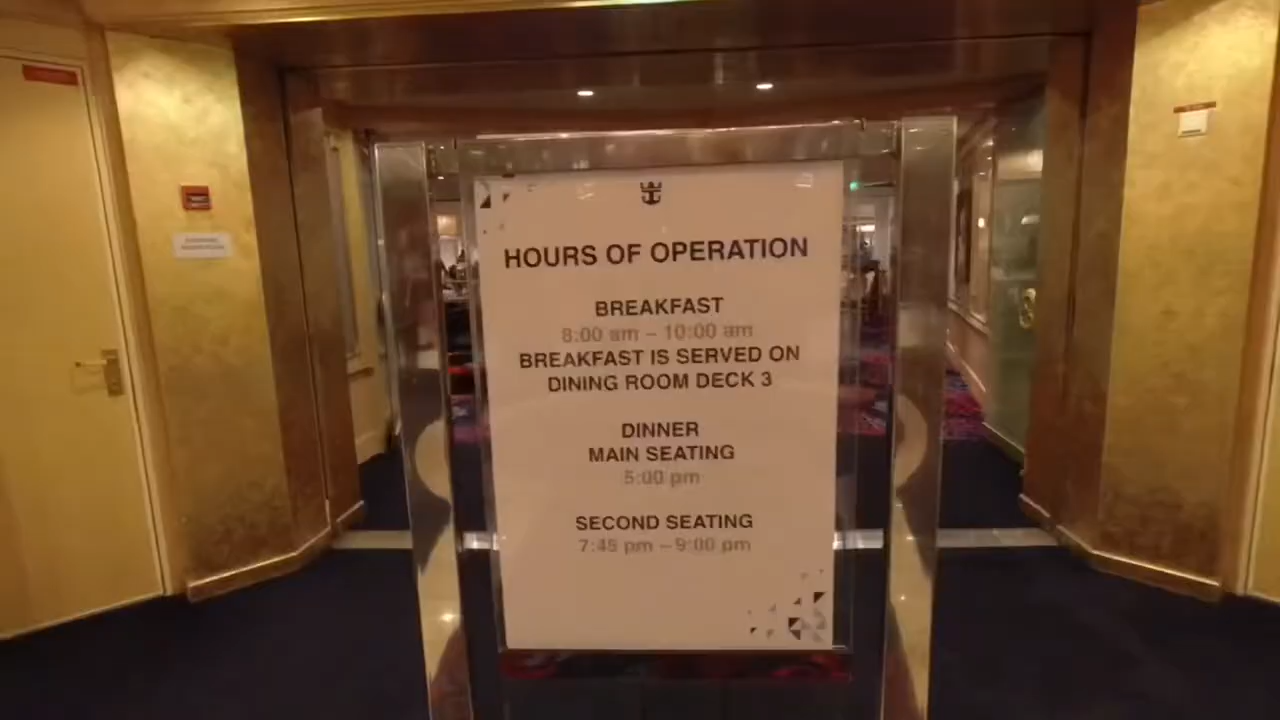 HOURS OF OPERATION
BREAKFAST
8:00 am – 10:00 am
BREAKFAST IS SERVED ON
DINING ROOM DECK 3
DINNER
MAIN SEATING
5:00 pm
SECOND SEATING
7:45 pm – 9:00 pm